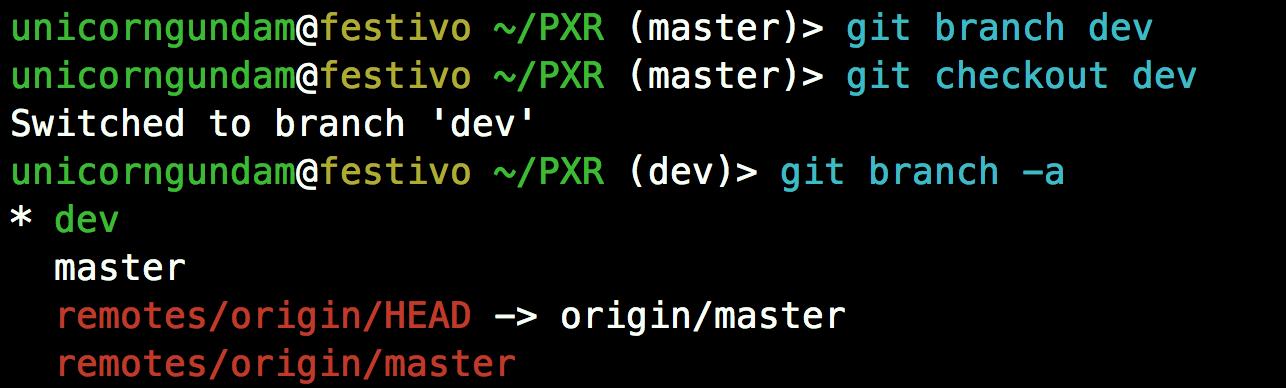 unicorngundam@festivo ~/PXR (master)> git branch dev
unicorngundam@festivo ~/PXR (master)> git checkout dev
Switched to branch 'dev'
unicorngundam@festivo ~/PXR (dev)> git branch -a
* dev
  master
  remotes/origin/HEAD -> origin/master
  remotes/origin/master